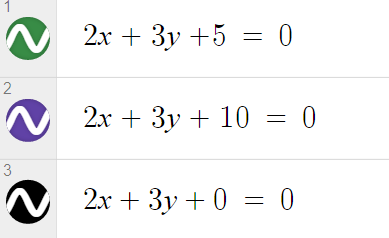 1
2x + 3y +5 = 0
2
2x + 3y + 10 = 0
3
2x + 3y + 0 = 0